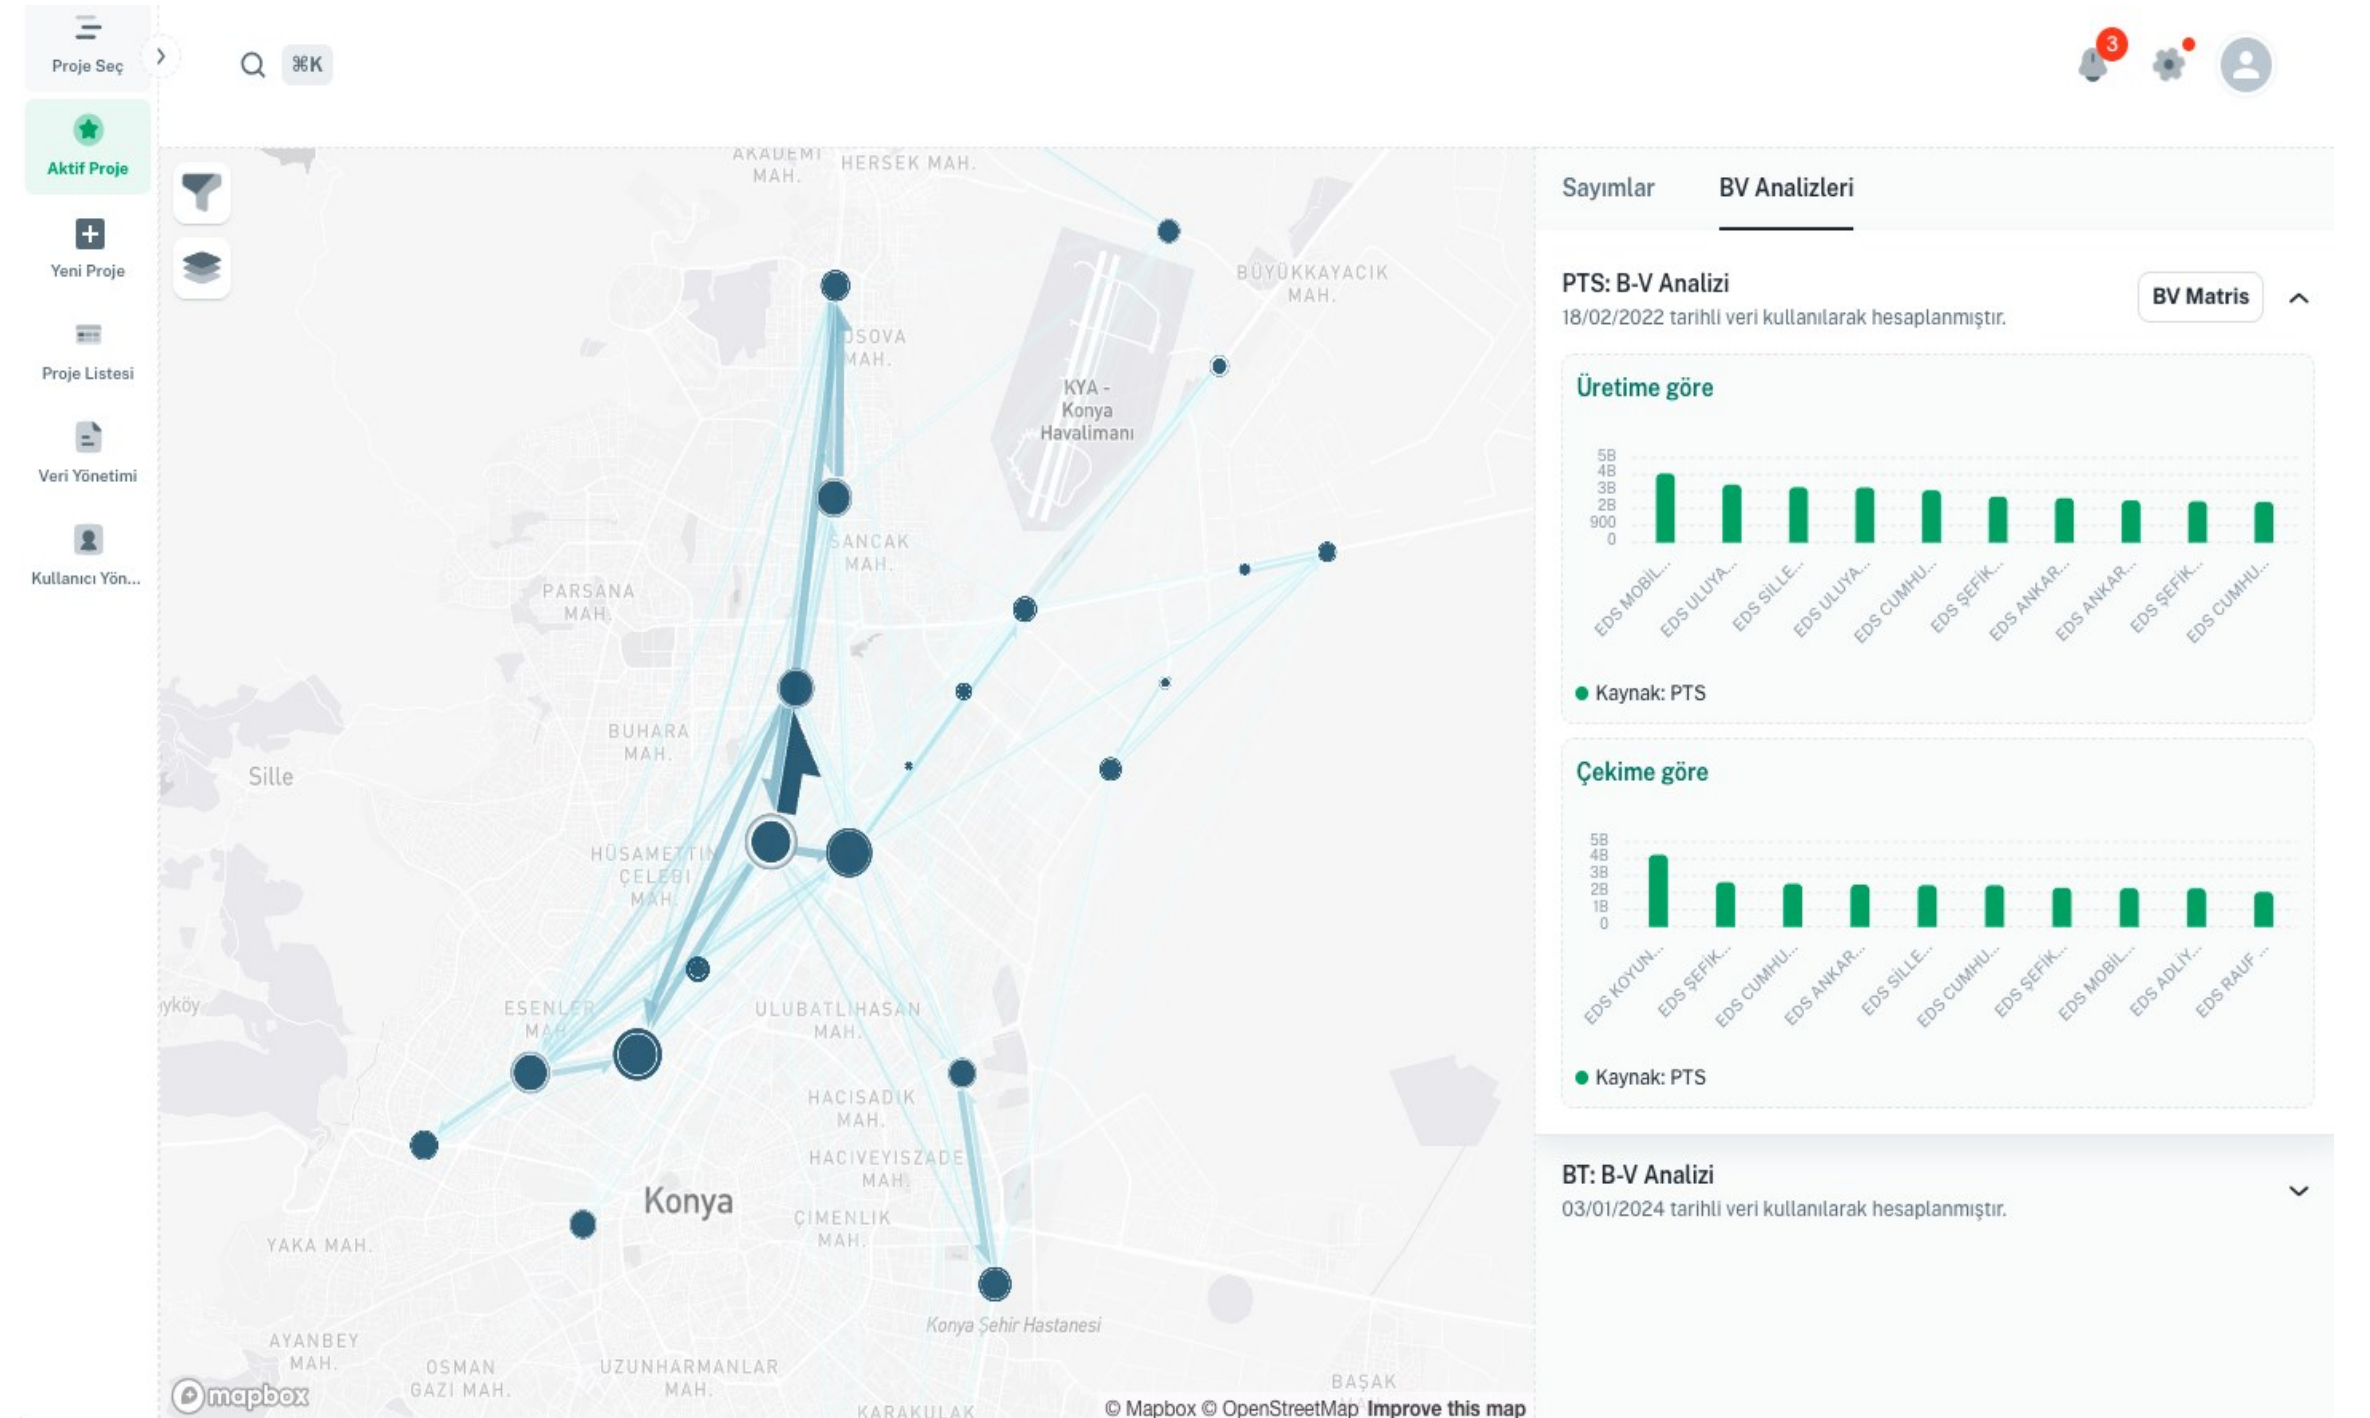 Proje Seç
⌘K
3
Aktif Proje
Yeni Proje
Proje Listesi
Veri Yönetimi
Kullanıcı Yön...
AKADEMİ
MAH.
HERSEK MAH.
BÜYÜKKAYACIK
MAH.
MAH.
KYA -
Konya
Havalimanı
SANCAK
MAH.
PARSANA
MAH.
BUHARA
MAH.
Sille
HÜSAMETTİN
ÇELEBİ
MAH.
ESENLER
MAH.
ULUBATLIHASAN
MAH.
HACISADIK
MAH.
HACIVEYISZADE
MAH.
Konya
ÇIMENLIK
MAH.
YAKA MAH.
Konya Şehir Hastanesi
AYANBEY
MAH.
OSMAN
GAZI MAH.
UZUNHARMANLAR
MAH.
BAŞAK
KARAKULAK
mapbox
© Mapbox © OpenStreetMap Improve this map
Sayımlar
BV Analizleri
PTS: B-V Analizi
18/02/2022 tarihli veri kullanılarak hesaplanmıştır.
BV Matris
Üretime göre
5B
4B
3B
2B
900
0
EDS MOBİL...
EDS ULUYA...
EDS SİLLE...
EDS ULUYA...
EDS CUMHU...
EDS ŞEFİK...
EDS ANKAR...
EDS ANKAR...
EDS ŞEFİK...
EDS CUMHU...
Kaynak: PTS
Çekime göre
5B
4B
3B
2B
1B
0
EDS KOYUN...
EDS ŞEFİK...
EDS CUMHU...
EDS ANKAR...
EDS SİLLE...
EDS CUMHU...
EDS ŞEFİK...
EDS MOBİL...
EDS ADLİY...
EDS RAUF ...
Kaynak: PTS
BT: B-V Analizi
03/01/2024 tarihli veri kullanılarak hesaplanmıştır.